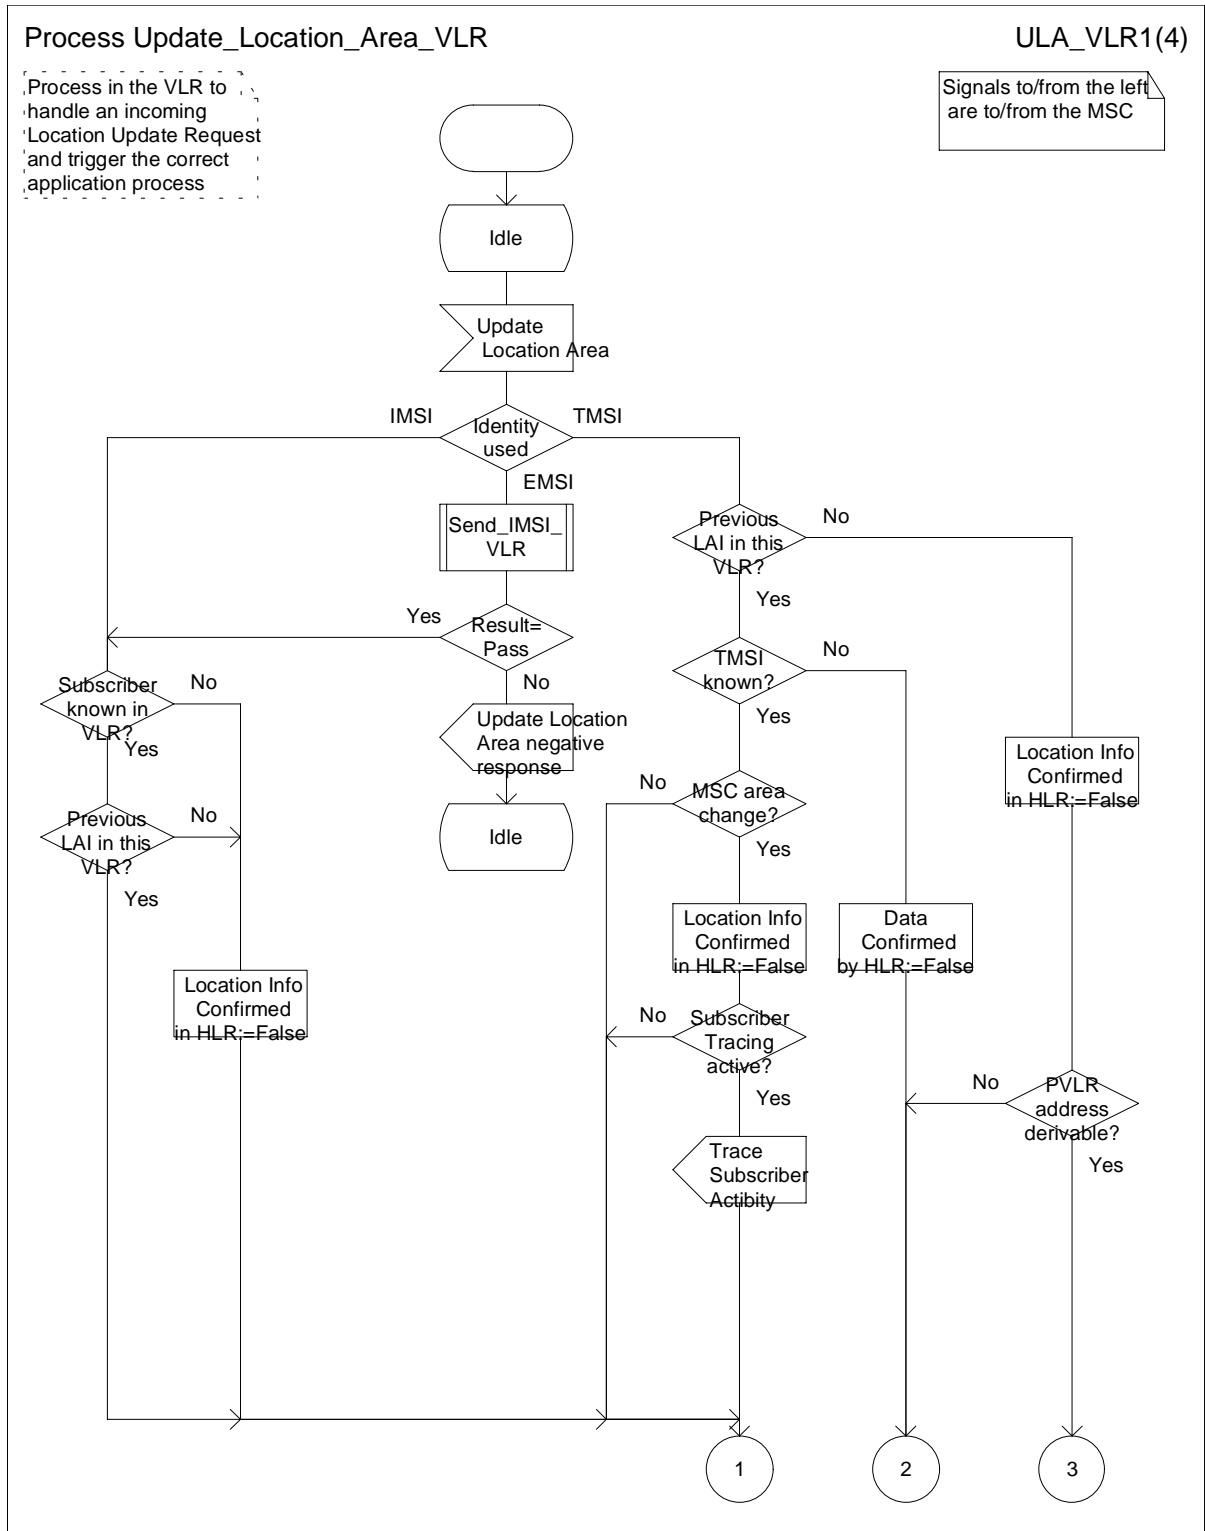 Process Update_Location_Area_VLR
ULA_VLR1(4)
Process in the VLR to
handle an incoming
Location Update Request
and trigger the correct
application process
Signals to/from the left
are to/from the MSC
Idle
Update
Location Area
IMSI
Identity
used
TMSI
EMSI
Send_IMSI_
VLR
Previous
LAI in this
VLR?
No
Yes
Yes
Result=
Pass
No
TMSI
known?
No
Yes
Subscriber
known in
VLR?
No
Yes
Update Location
Area negative
response
Location Info
Confirmed
in HLR:=False
No
MSC area
change?
Yes
Previous
LAI in this
VLR?
No
Yes
Idle
Location Info
Confirmed
in HLR:=False
Data
Confirmed
by HLR:=False
Location Info
Confirmed
in HLR:=False
No
Subscriber
Tracing
active?
Yes
No
PVLR
address
derivable?
Yes
Trace
Subscriber
Actibity
1
2
3